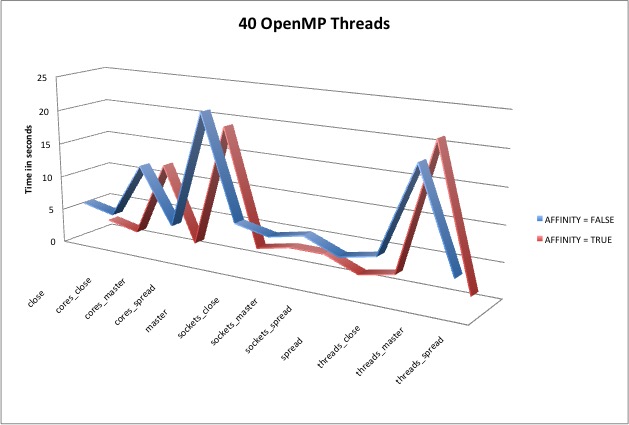 40 OpenMP Threads
25
20
15
10
5
0
Time iin seconds
close
cores_close
cores_master
cores_spread
master
sockets_close
sockets_master
sockets_spread
spread
threads_close
threads_master
threads_spread
AFFINITY = FALSE
AFFINITY = TRUE